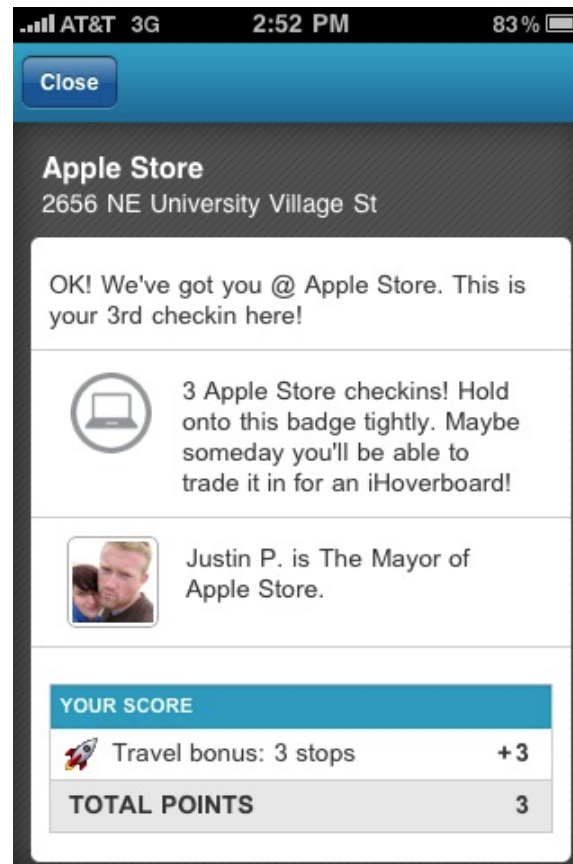 AT&T 3G 2:52 PM 83%
Close
Apple Store
2656 NE University Village St
OK! We've got you @ Apple Store. This is
your 3rd checkin here!
3 Apple Store checkins! Hold
onto this badge tightly. Maybe
someday you'll be able to
trade it in for an iHoverboard!
Justin P. is The Mayor of
Apple Store.
YOUR SCORE
Travel bonus: 3 stops +3
TOTAL POINTS 3